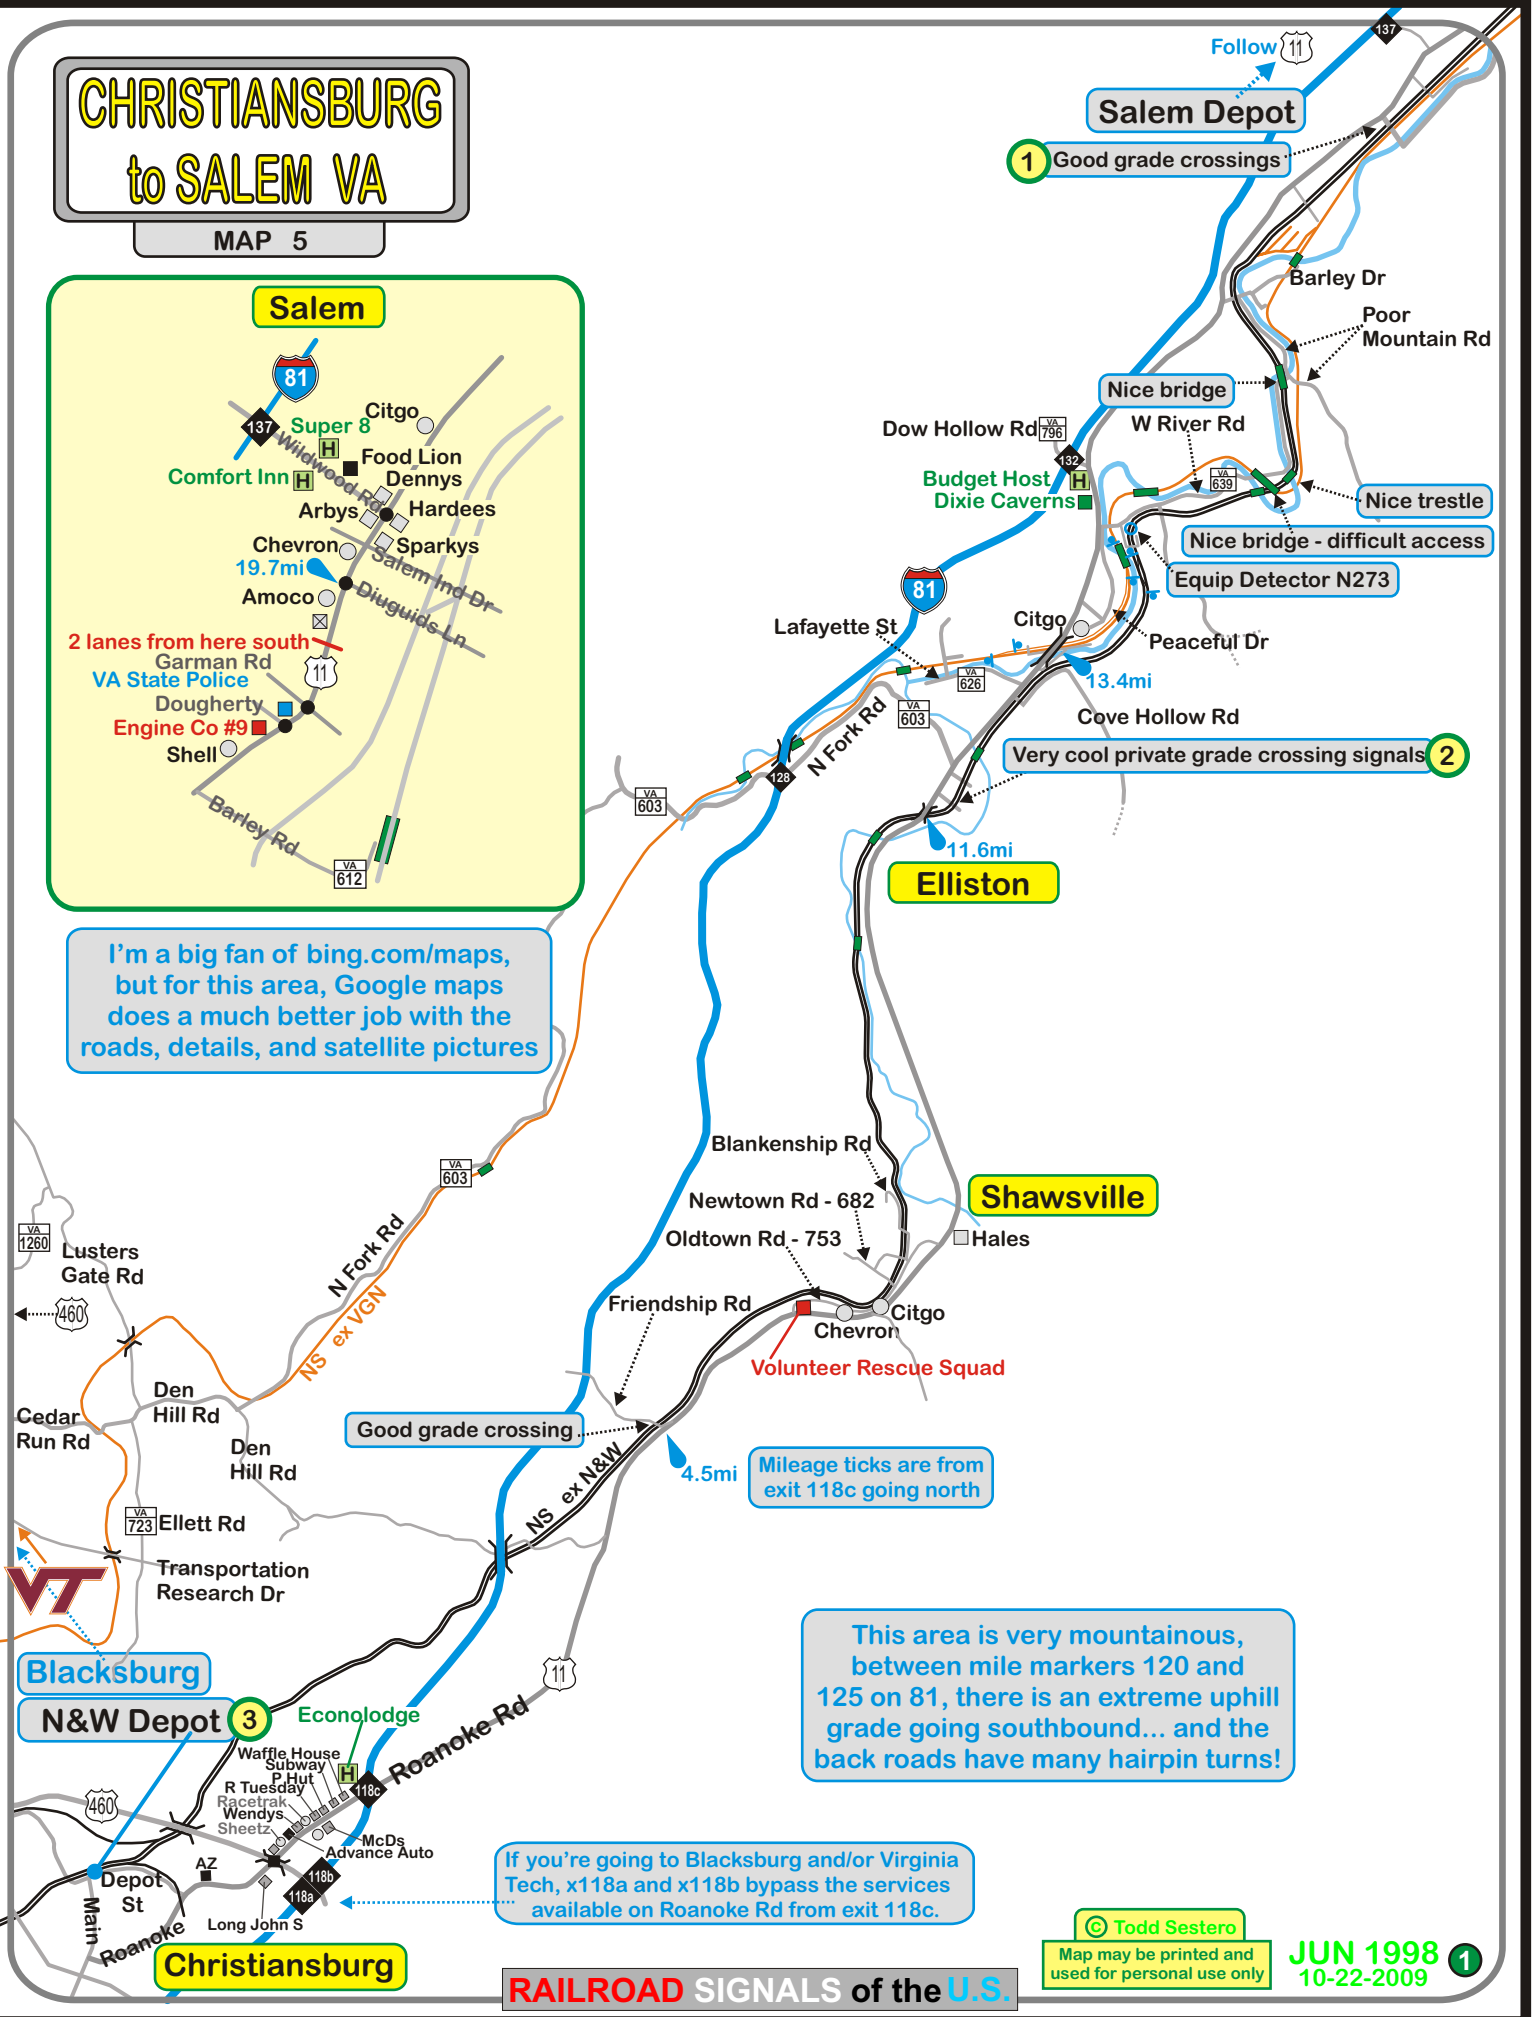 CHRISTIANSBURG
to SALEM VA
MAP 5
Follow 11
137
Salem Depot
1 Good grade crossings
Barley Dr
Poor
Mountain Rd
Nice bridge
W River Rd
Dow Hollow Rd
VA
796
132
Budget Host H
Dixie Caverns
VA
639
Nice trestle
Nice bridge - difficult access
Equip Detector N273
81
Citgo
Lafayette St
Peaceful Dr
13.4mi
VA
626
VA
603
Cove Hollow Rd
N Fork Rd
Very cool private grade crossing signals 2
128
VA
603
11.6mi
Elliston
Salem
81
137
Citgo
Super 8
H
Wildwood Rd
Food Lion
Comfort Inn H
Dennys
Arbys
Hardees
Chevron
Sparkys
Salem Ind Dr
19.7mi
Amoco
Diuguids Ln
2 lanes from here south
Garman Rd
11
VA State Police
Dougherty
Engine Co #9
Shell
Barley Rd
VA
612
I'm a big fan of bing.com/maps,
but for this area, Google maps
does a much better job with the
roads, details, and satellite pictures
Blankenship Rd
VA
603
Newtown Rd - 682
Shawsville
Oldtown Rd - 753
Hales
VA
1260
Lusters
Gate Rd
N Fork Rd
460
NS ex VGN
Friendship Rd
Citgo
Chevron
Volunteer Rescue Squad
Den
Hill Rd
Cedar
Run Rd
Good grade crossing
Den
Hill Rd
4.5mi
Mileage ticks are from
exit 118c going north
NS ex N&W
VA
723
Ellett Rd
Transportation
Research Dr
VT
Blacksburg
N&W Depot 3
11
This area is very mountainous,
between mile markers 120 and
125 on 81, there is an extreme uphill
grade going southbound... and the
back roads have many hairpin turns!
Econolodge
Roanoke Rd
Waffle House
Subway
P Hut
H
118c
R Tuesday
Racetrak
Wendys
Sheetz
460
McDs
Advance Auto
AZ
118b
118a
Depot
St
Main
Roanoke
Long John S
If you're going to Blacksburg and/or Virginia
Tech, x118a and x118b bypass the services
available on Roanoke Rd from exit 118c.
Christiansburg
RAILROAD SIGNALS of the U.S.
© Todd Sestero
Map may be printed and
used for personal use only
JUN 1998
10-22-2009
1